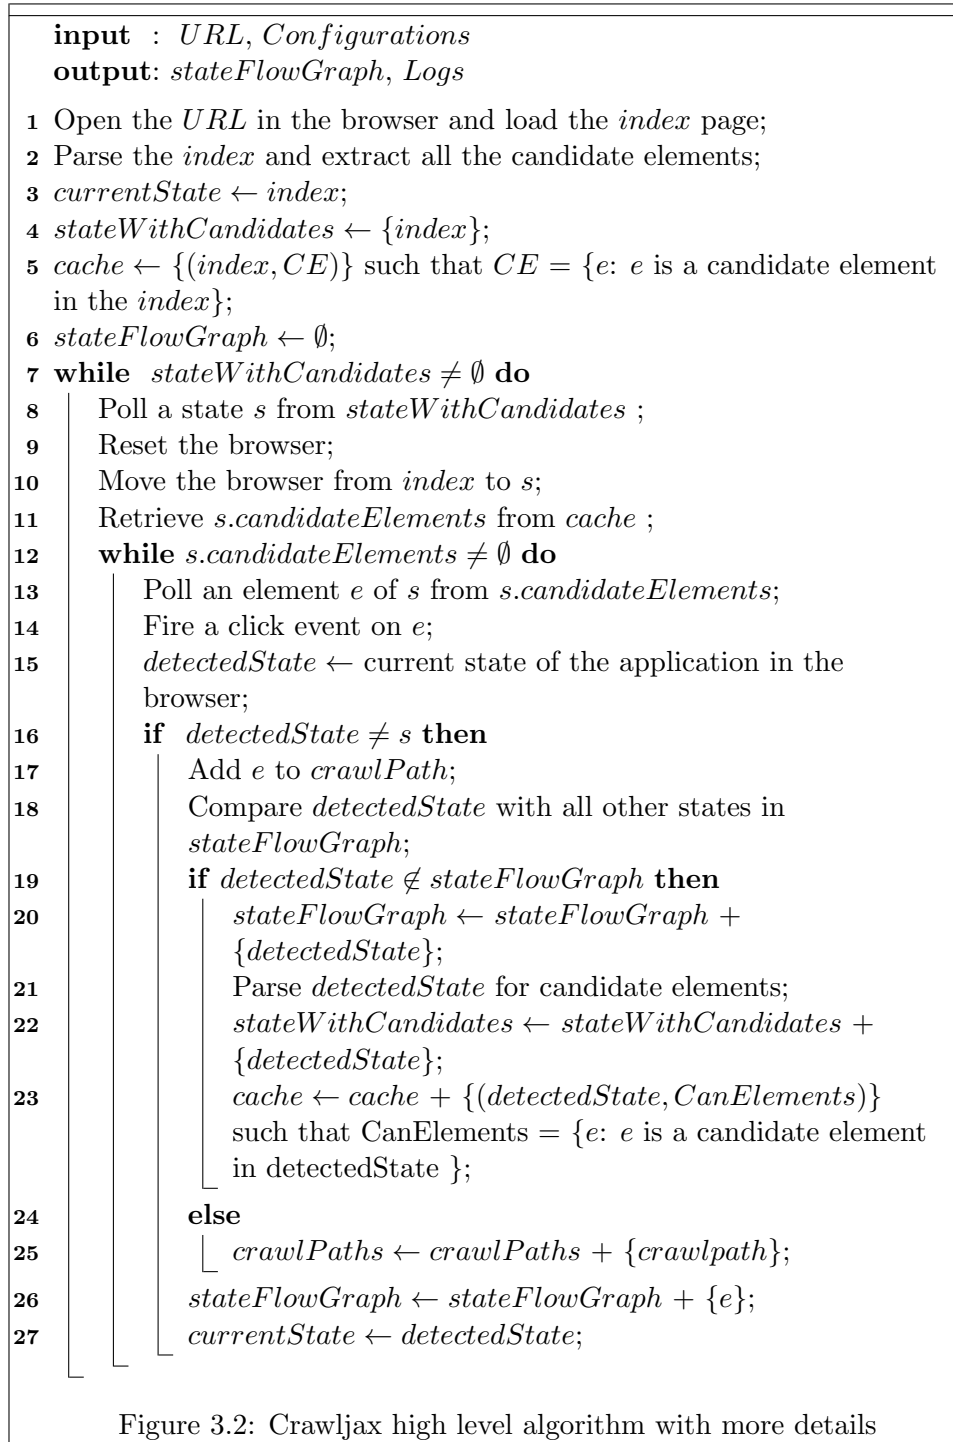 input : URL, Configurations
output: stateFlowGraph, Logs
1 Open the URL in the browser and load the index page;
2 Parse the index and extract all the candidate elements;
3 currentState ← index;
4 stateWithCandidates ← {index};
5 cache ← {(index, CE)} such that CE = {e: e is a candidate element
in the index};
6 stateFlowGraph ← ∅;
7 while stateWithCandidates ≠ ∅ do
8 Poll a state s from stateWithCandidates ;
9 Reset the browser;
10 Move the browser from index to s;
11 Retrieve s.candidateElements from cache ;
12 while s.candidateElements ≠ ∅ do
13 Poll an element e of s from s.candidateElements;
14 Fire a click event on e;
15 detectedState ← current state of the application in the
browser;
16 if detectedState ≠ s then
17 Add e to crawlPath;
18 Compare detectedState with all other states in
stateFlowGraph;
19 if detectedState ∉ stateFlowGraph then
20 stateFlowGraph ← stateFlowGraph +
{detectedState};
21 Parse detectedState for candidate elements;
22 stateWithCandidates ← stateWithCandidates +
{detectedState};
23 cache ← cache + {(detectedState, CanElements)}
such that CanElements = {e: e is a candidate element
in detectedState };
24 else
25 crawlPaths ← crawlPaths + {crawlpath};
26 stateFlowGraph ← stateFlowGraph + {e};
27 currentState ← detectedState;
Figure 3.2: Crawljax high level algorithm with more details